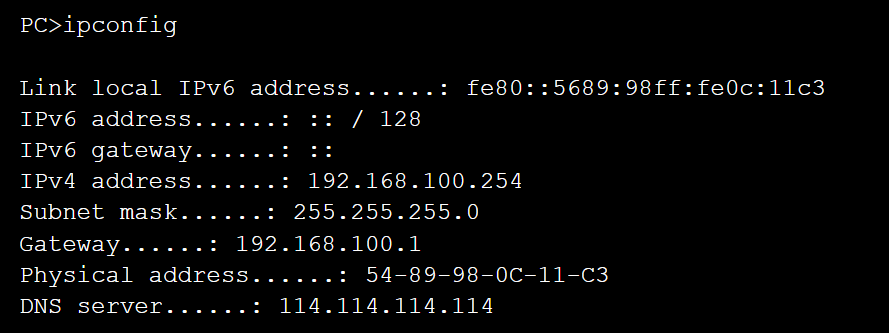 PC>ipconfig
Link local IPv6 address......: fe80::5689:98ff:fe0c:11c3
IPv6 address......: :: / 128
IPv6 gateway......: ::
IPv4 address......: 192.168.100.254
Subnet mask......: 255.255.255.0
Gateway......: 192.168.100.1
Physical address......: 54-89-98-0C-11-C3
DNS server......: 114.114.114.114